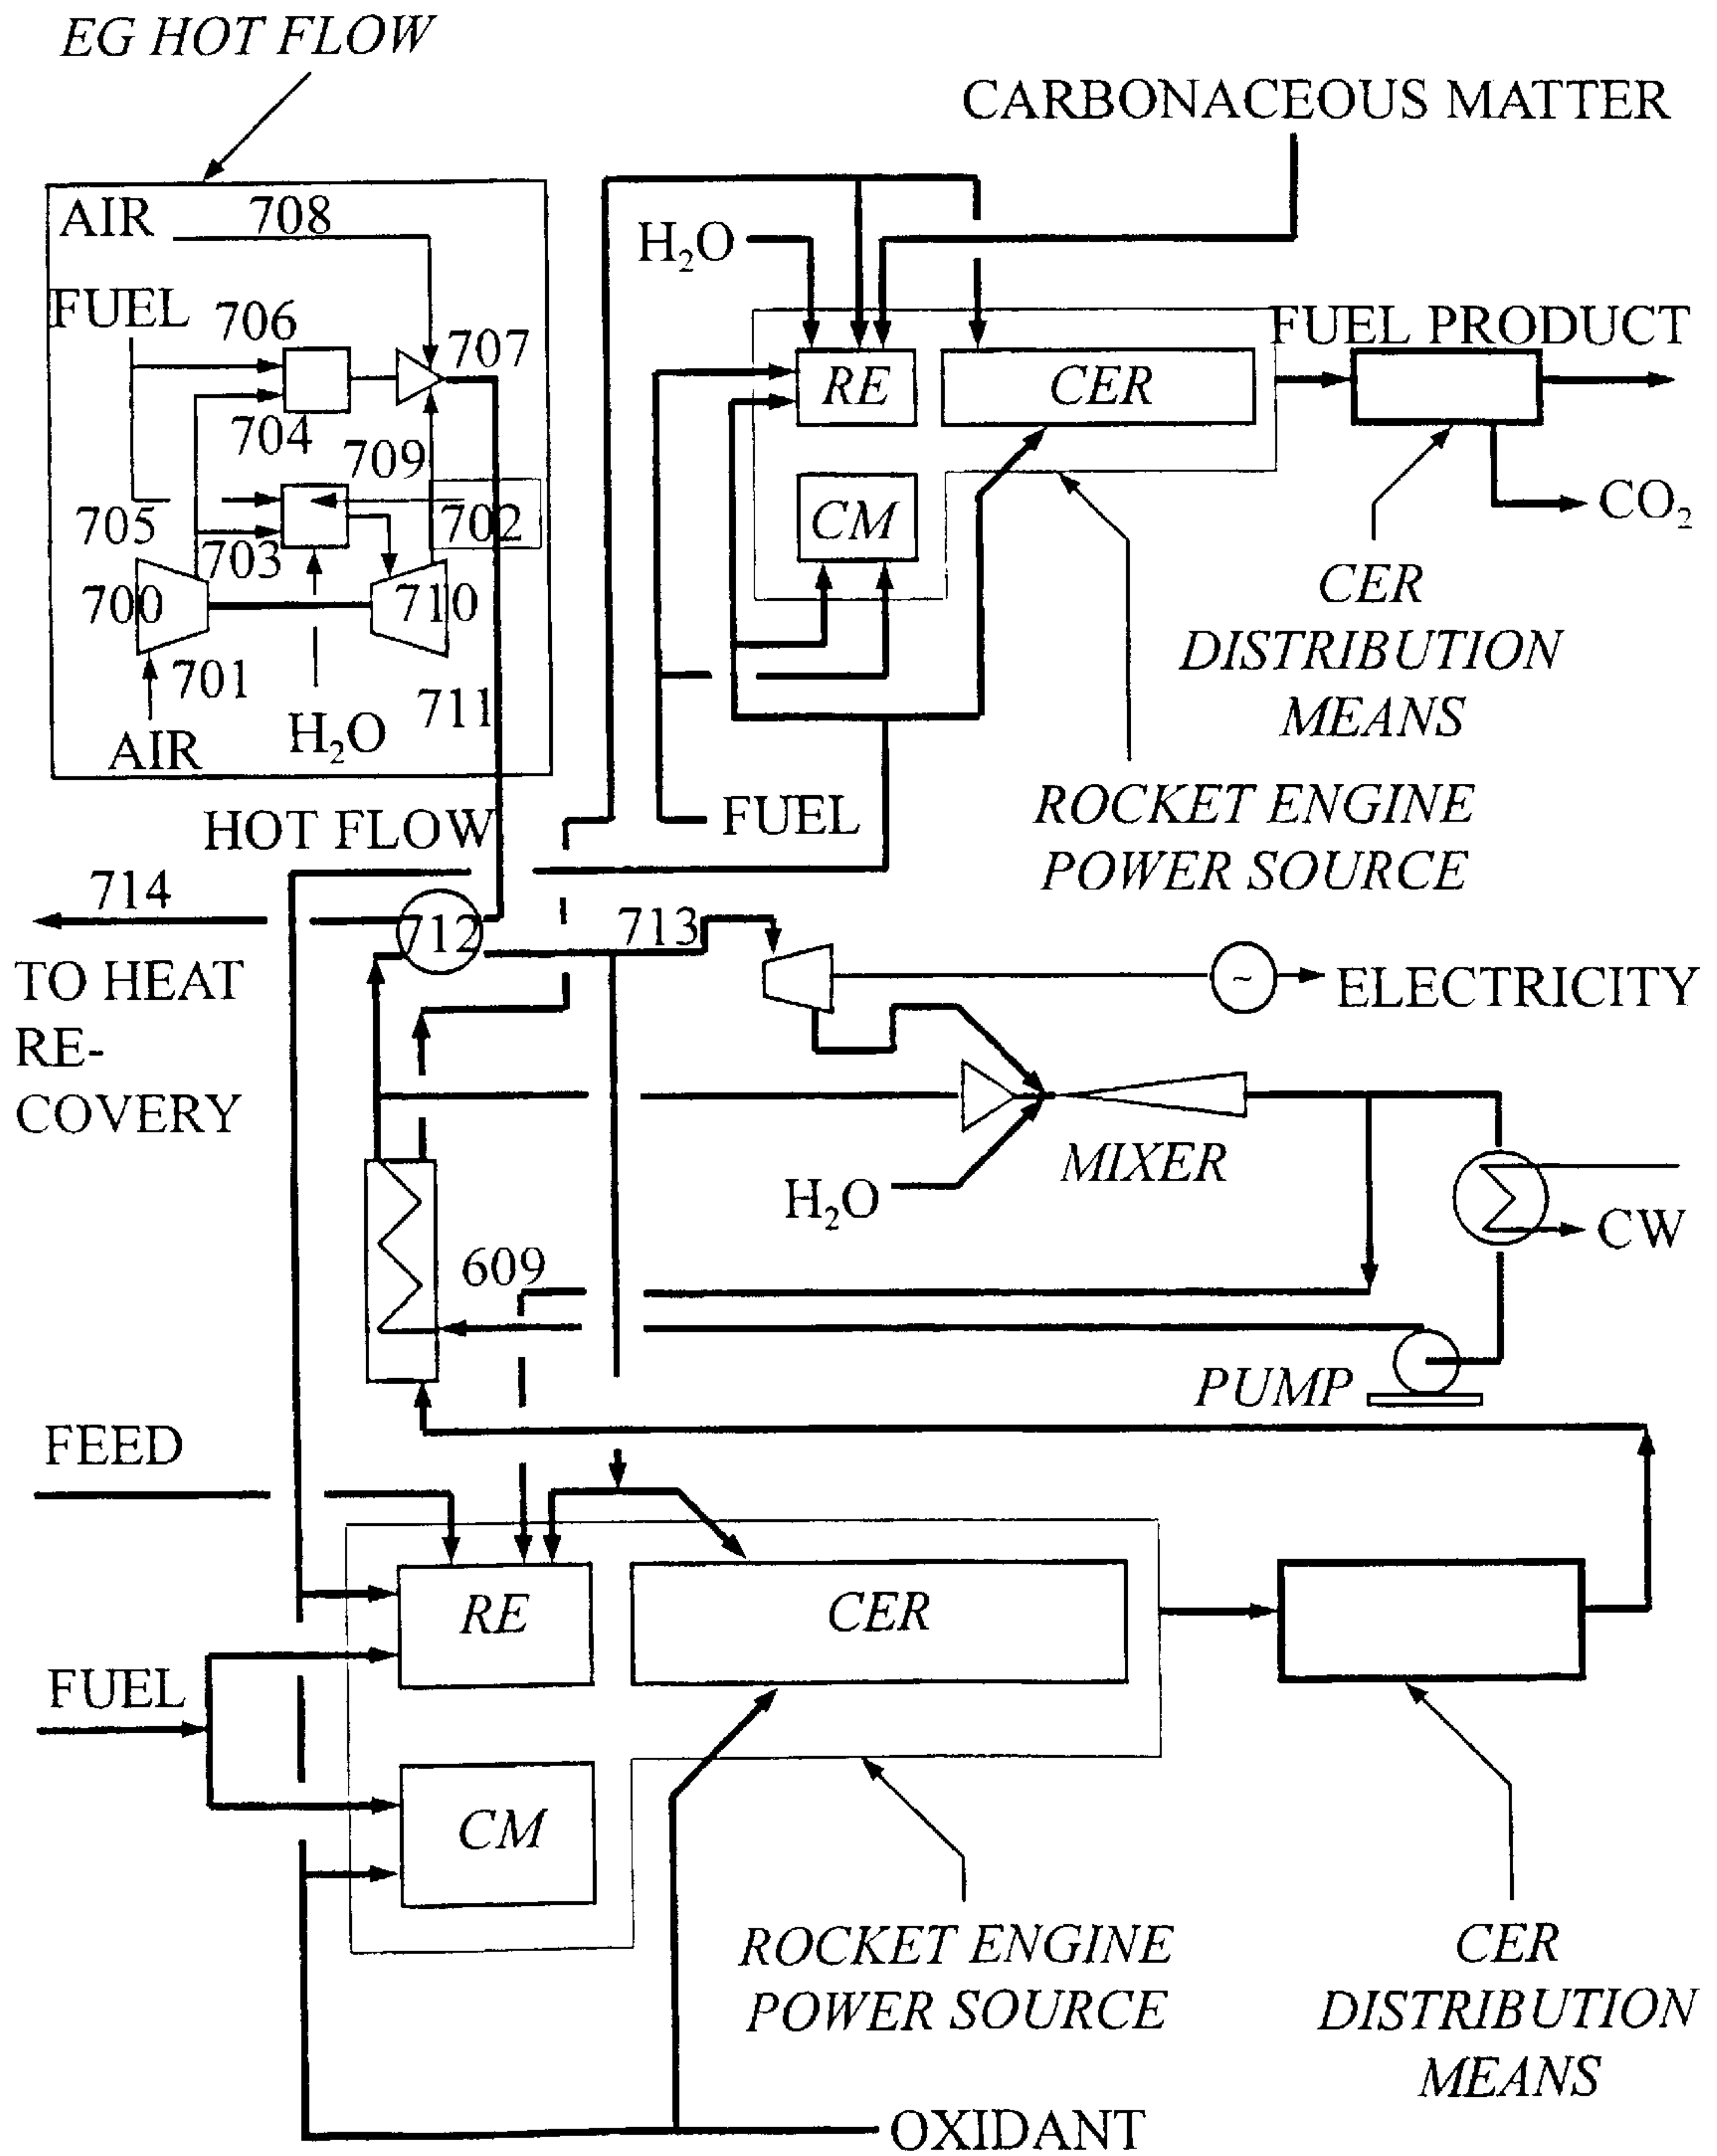 EG HOT FLOW
CARBONACEOUS MATTER
AIR 708
H₂O
FUEL
706
707
FUEL PRODUCT
RE
CER
704
709
705
703
702
CM
CO₂
700
710
CER
DISTRIBUTION
MEANS
701
711
AIR
H₂O
FUEL
HOT FLOW
ROCKET ENGINE
POWER SOURCE
714
712
713
TO HEAT
RE-
COVERY
~
ELECTRICITY
MIXER
H₂O
CW
609
PUMP
FEED
RE
CER
FUEL
CM
ROCKET ENGINE
POWER SOURCE
CER
DISTRIBUTION
MEANS
OXIDANT